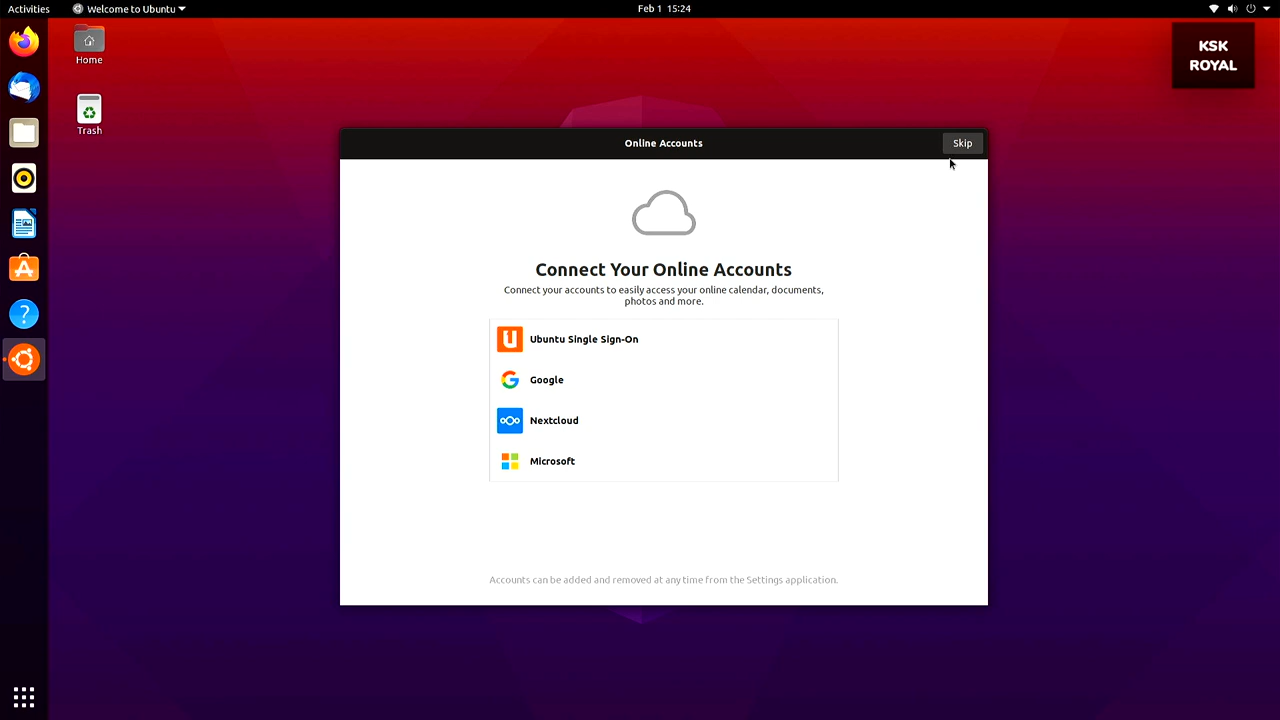 Activities
Welcome to Ubuntu
Feb 1 15:24
Home
Trash
KSK
ROYAL
Online Accounts
Skip
Connect Your Online Accounts
Connect your accounts to easily access your online calendar, documents,
photos and more.
Ubuntu Single Sign-On
Google
Nextcloud
Microsoft
Accounts can be added and removed at any time from the Settings application.